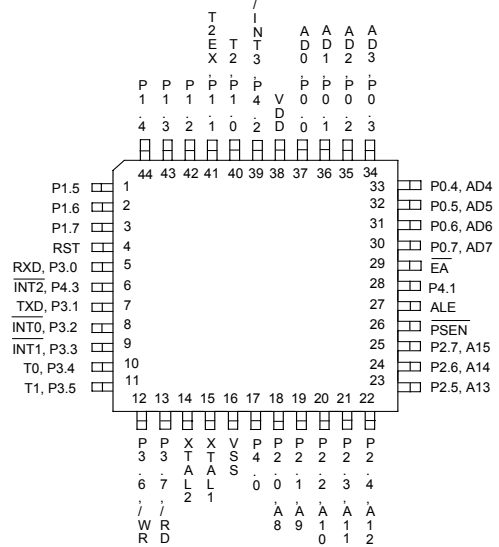 P1.4
P1.3
P1.2
T2EX,P1.1
T2,P1.0
/INT3,P4.2
VDD
AD0,P0.0
AD1,P0.1
AD2,P0.2
AD3,P0.3
44 43 42 41 40 39 38 37 36 35 34
P1.5 1
P1.6 2
P1.7 3
RST 4
RXD, P3.0 5
INT2, P4.3 6
TXD, P3.1 7
INT0, P3.2 8
INT1, P3.3 9
T0, P3.4 10
T1, P3.5 11
33 P0.4, AD4
32 P0.5, AD5
31 P0.6, AD6
30 P0.7, AD7
29 EA
28 P4.1
27 ALE
26 PSEN
25 P2.7, A15
24 P2.6, A14
23 P2.5, A13
12 13 14 15 16 17 18 19 20 21 22
P3.6,/WR
P3.7,/RD
XTAL2
XTAL1
VSS
P4.0
P2.0,A8
P2.1,A9
P2.2,A10
P2.3,A11
P2.4,A12